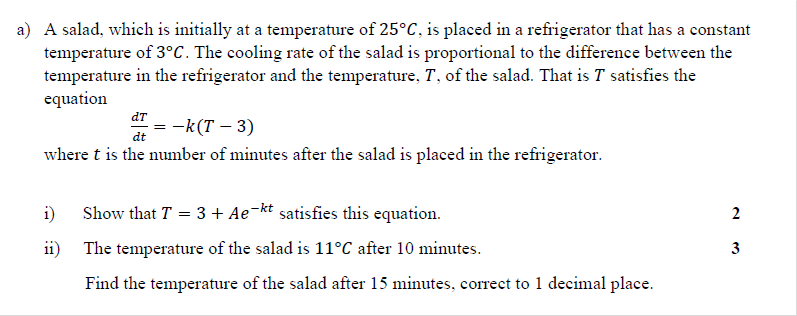 a) A salad, which is initially at a temperature of 25°C, is placed in a refrigerator that has a constant
temperature of 3°C. The cooling rate of the salad is proportional to the difference between the
temperature in the refrigerator and the temperature, T, of the salad. That is T satisfies the
equation
dT/dt = −k(T − 3)
where t is the number of minutes after the salad is placed in the refrigerator.
i) Show that T = 3 + Ae^−kt satisfies this equation. 2
ii) The temperature of the salad is 11°C after 10 minutes. 3
Find the temperature of the salad after 15 minutes, correct to 1 decimal place.